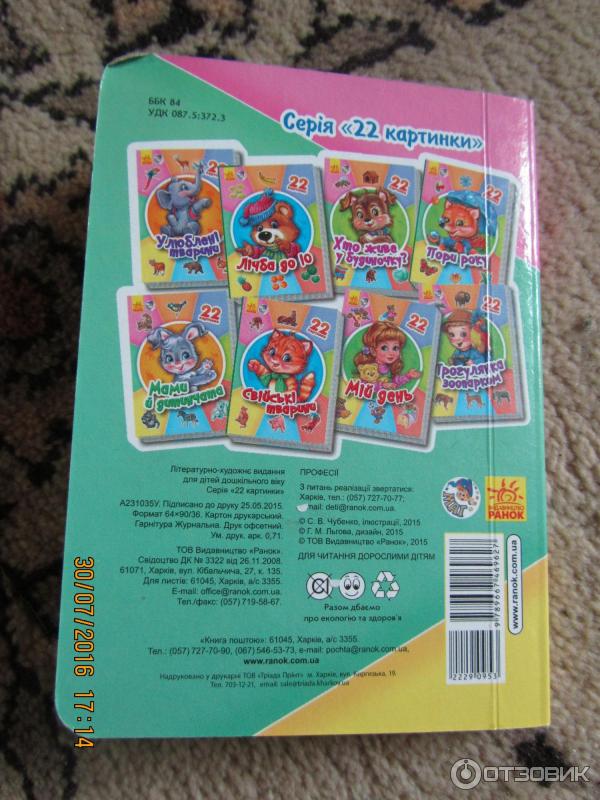 ББК 84
УДК 087.5:372.3
Серія «22 картинки»
22
Улюблені
тварини
22
Лічба до 10
22
Хто живе
у будиночку?
22
Пори року
22
Мами
й дитинчата
22
Свійські
тварини
22
Мій день
22
Прогулянка
зоопарком
Літературно-художнє видання
для дітей дошкільного віку
Серія «22 картинки»
А231035У. Підписано до друку 25.05.2015.
Формат 64×90/36. Картон друкарський.
Гарнітура Журнальна. Друк офсетний.
Ум. друк. арк. 0,71.
ТОВ Видавництво «Ранок».
Свідоцтво ДК № 3322 від 26.11.2008.
61071, Харків, вул. Кібальчича, 27, к. 135.
Для листів: 61045, Харків, а/с 3355.
E-mail: office@ranok.com.ua
Тел./факс: (057) 719-58-67.
ПРОФЕСІЇ
З питань реалізації звертатися:
Харків, тел.: (057) 727-70-77;
mail: deti@ranok.com.ua
© С. В. Чубенко, ілюстрації, 2015
© Г. М. Льгова, дизайн, 2015
© ТОВ Видавництво «Ранок», 2015
ДЛЯ ЧИТАННЯ ДОРОСЛИМИ ДІТЯМ
Разом дбаємо
про екологію та здоров'я
«Книга поштою»: 61045, Харків, а/с 3355.
Тел.: (057) 727-70-90, (067) 546-53-73, e-mail: pochta@ranok.com.ua
www.ranok.com.ua
Надруковано у друкарні ТОВ «Тріада Принт» м. Харків, вул. Киргизька, 19.
Тел. 703-12-21, email: sale@triada.kharkov.ua
ВИДАВНИЦТВО
РАНОК
www.ranok.com.ua
9 789667 469627
22290953
30/07/2016 17:14
ОТЗОВИК